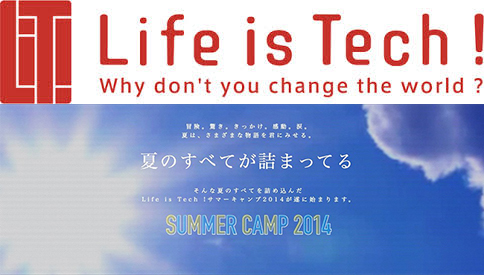 LiT!
Life is Tech !
Why don't you change the world ?
冒険。驚き。きっかけ。感動。涙。
夏は、さまざまな物語を君にみせる。
夏のすべてが詰まってる
そんな夏のすべてを詰め込んだ
Life is Tech !サマーキャンプ2014が遂に始まります。
SUMMER CAMP 2014